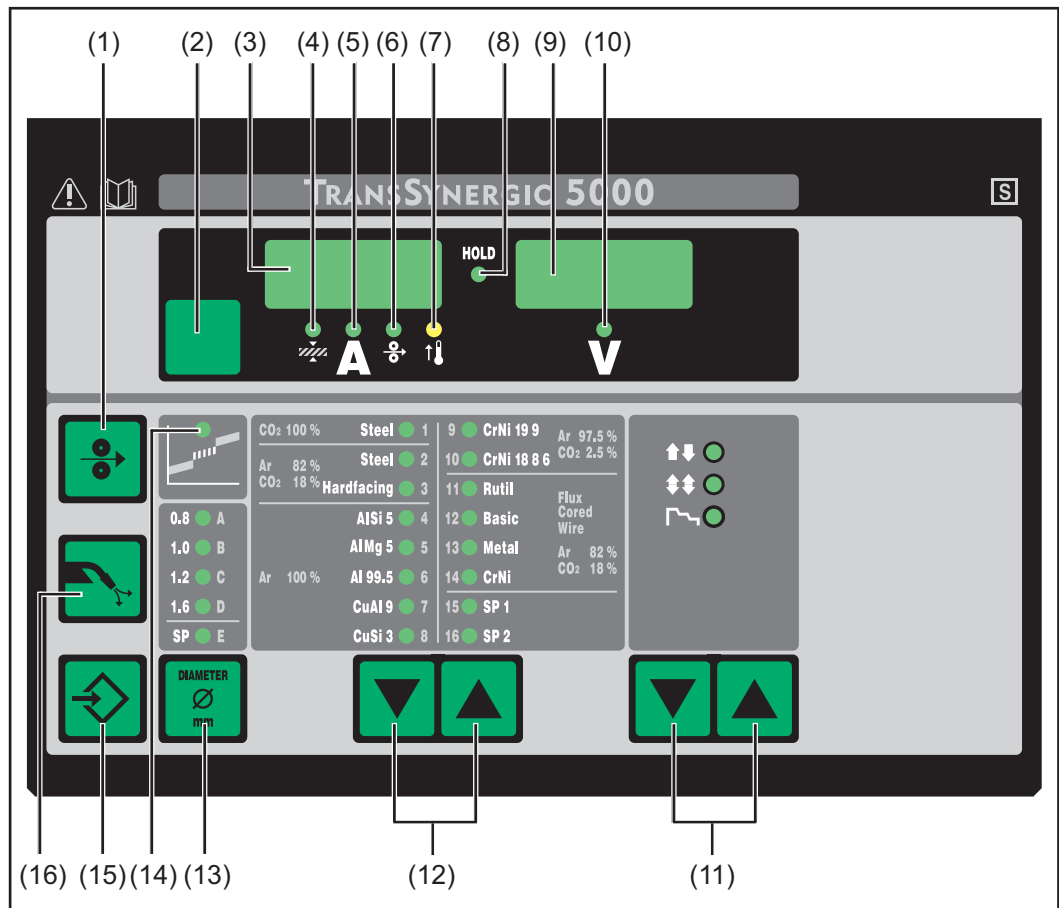 (1) (2) (3) (4) (5) (6) (7) (8) (9) (10)
TRANSSYNERGIC 5000 S
HOLD
A V
CO2 100 % Steel 1 9 CrNi 19 9 Ar 97.5 %
CO2 2.5 %
Ar 82 % Steel 2 10 CrNi 18 8 6
CO2 18 % Hardfacing 3 11 Rutil Flux
Cored
Wire
0.8 A AlSi 5 4 12 Basic
1.0 B AlMg 5 5 13 Metal Ar 82 %
CO2 18 %
1.2 C Ar 100 % Al 99.5 6 14 CrNi
1.6 D CuAl 9 7 15 SP 1
SP E CuSi 3 8 16 SP 2
DIAMETER
Ø
mm
(16) (15) (14) (13) (12) (11)